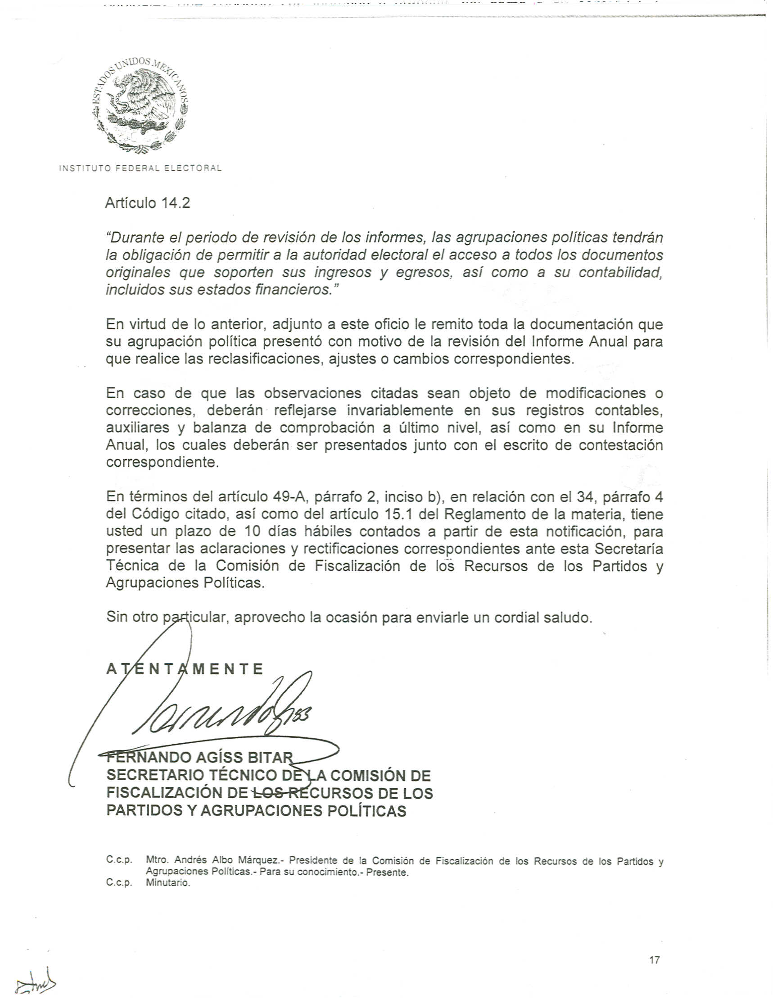 ESTADOS UNIDOS MEXICANOS
INSTITUTO FEDERAL ELECTORAL
Artículo 14.2
“Durante el periodo de revisión de los informes, las agrupaciones políticas tendrán
la obligación de permitir a la autoridad electoral el acceso a todos los documentos
originales que soporten sus ingresos y egresos, así como a su contabilidad,
incluidos sus estados financieros.”
En virtud de lo anterior, adjunto a este oficio le remito toda la documentación que
su agrupación política presentó con motivo de la revisión del Informe Anual para
que realice las reclasificaciones, ajustes o cambios correspondientes.
En caso de que las observaciones citadas sean objeto de modificaciones o
correcciones, deberán reflejarse invariablemente en sus registros contables,
auxiliares y balanza de comprobación a último nivel, así como en su Informe
Anual, los cuales deberán ser presentados junto con el escrito de contestación
correspondiente.
En términos del artículo 49-A, párrafo 2, inciso b), en relación con el 34, párrafo 4
del Código citado, así como del artículo 15.1 del Reglamento de la materia, tiene
usted un plazo de 10 días hábiles contados a partir de esta notificación, para
presentar las aclaraciones y rectificaciones correspondientes ante esta Secretaría
Técnica de la Comisión de Fiscalización de los Recursos de los Partidos y
Agrupaciones Políticas.
Sin otro particular, aprovecho la ocasión para enviarle un cordial saludo.
A T E N T A M E N T E
FERNANDO AGÍSS BITAR
SECRETARIO TÉCNICO DE LA COMISIÓN DE
FISCALIZACIÓN DE LOS RECURSOS DE LOS
PARTIDOS Y AGRUPACIONES POLÍTICAS
C.c.p. Mtro. Andrés Albo Márquez.- Presidente de la Comisión de Fiscalización de los Recursos de los Partidos y
Agrupaciones Políticas.- Para su conocimiento.- Presente.
C.c.p. Minutario.
17